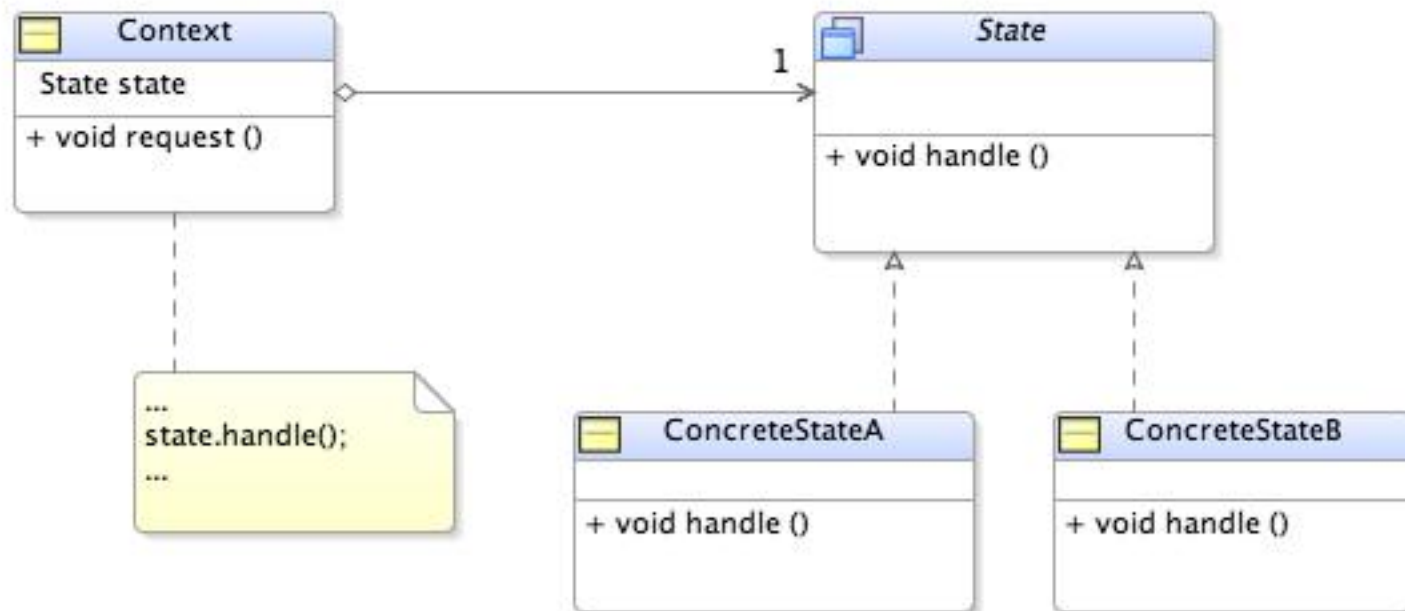 Context
State state
+ void request ()
1
State
+ void handle ()
...
state.handle();
...
ConcreteStateA
+ void handle ()
ConcreteStateB
+ void handle ()